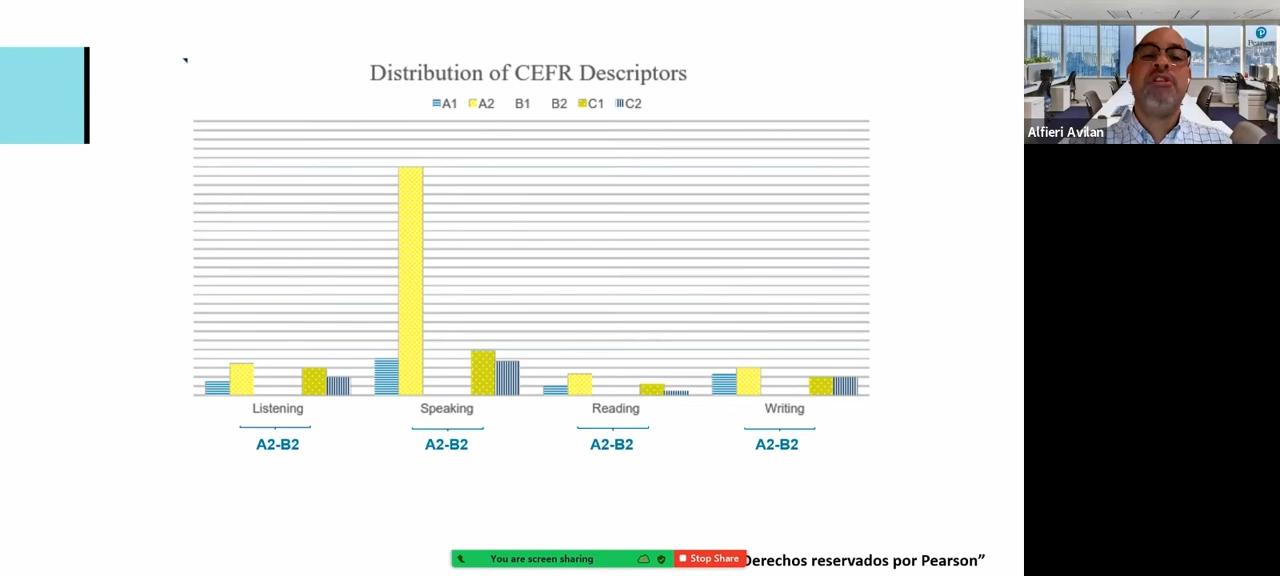 Distribution of CEFR Descriptors
A1 A2 B1 B2 C1 C2
Listening Speaking Reading Writing
A2-B2 A2-B2 A2-B2 A2-B2
You are screen sharing Stop Share
Derechos reservados por Pearson”
Alfieri Avilan
Pearson